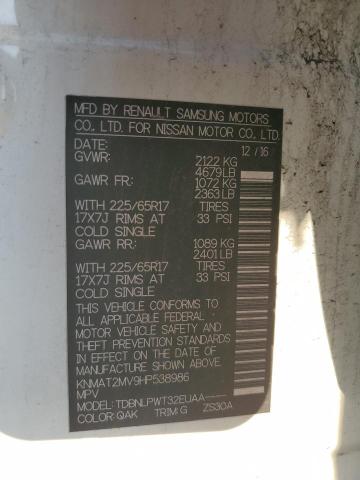 MFD BY RENAULT SAMSUNG MOTORS
CO., LTD. FOR NISSAN MOTOR CO., LTD.
DATE: 12 / 16
GVWR: 2122 KG
4679 LB
GAWR FR: 1072 KG
2363 LB
WITH 225/65R17 TIRES
17X7J RIMS AT 33 PSI
COLD SINGLE
GAWR RR: 1089 KG
2401 LB
WITH 225/65R17 TIRES
17X7J RIMS AT 33 PSI
COLD SINGLE
THIS VEHICLE CONFORMS TO
ALL APPLICABLE FEDERAL
MOTOR VEHICLE SAFETY AND
THEFT PREVENTION STANDARDS
IN EFFECT ON THE DATE OF
MANUFACTURE SHOWN ABOVE.
KNMAT2MV9HP538986
MPV
MODEL: TDBNLPWT32EUAA-----
COLOR: QAK TRIM: G ZS30A